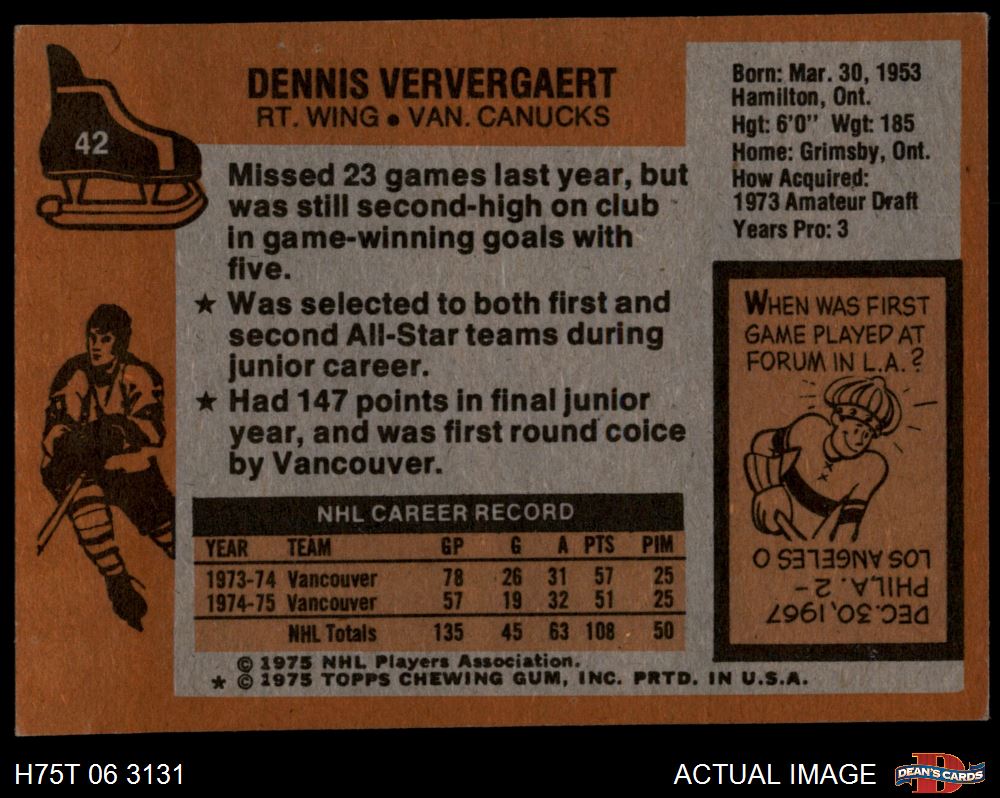 42
DENNIS VERVERGAERT
RT. WING • VAN. CANUCKS
Missed 23 games last year, but
was still second-high on club
in game-winning goals with
five.
★ Was selected to both first and
second All-Star teams during
junior career.
★ Had 147 points in final junior
year, and was first round coice
by Vancouver.
NHL CAREER RECORD
YEAR TEAM GP G A PTS PIM
1973-74 Vancouver 78 26 31 57 25
1974-75 Vancouver 57 19 32 51 25
NHL Totals 135 45 63 108 50
© 1975 NHL Players Association.
★ © 1975 TOPPS CHEWING GUM, INC. PRTD. IN U.S.A.
Born: Mar. 30, 1953
Hamilton, Ont.
Hgt: 6'0" Wgt: 185
Home: Grimsby, Ont.
How Acquired:
1973 Amateur Draft
Years Pro: 3
WHEN WAS FIRST
GAME PLAYED AT
FORUM IN L.A.?
DEC. 30, 1967
PHILA. 2 -
LOS ANGELES 0
H75T 06 3131
ACTUAL IMAGE
D
DEAN'S CARDS